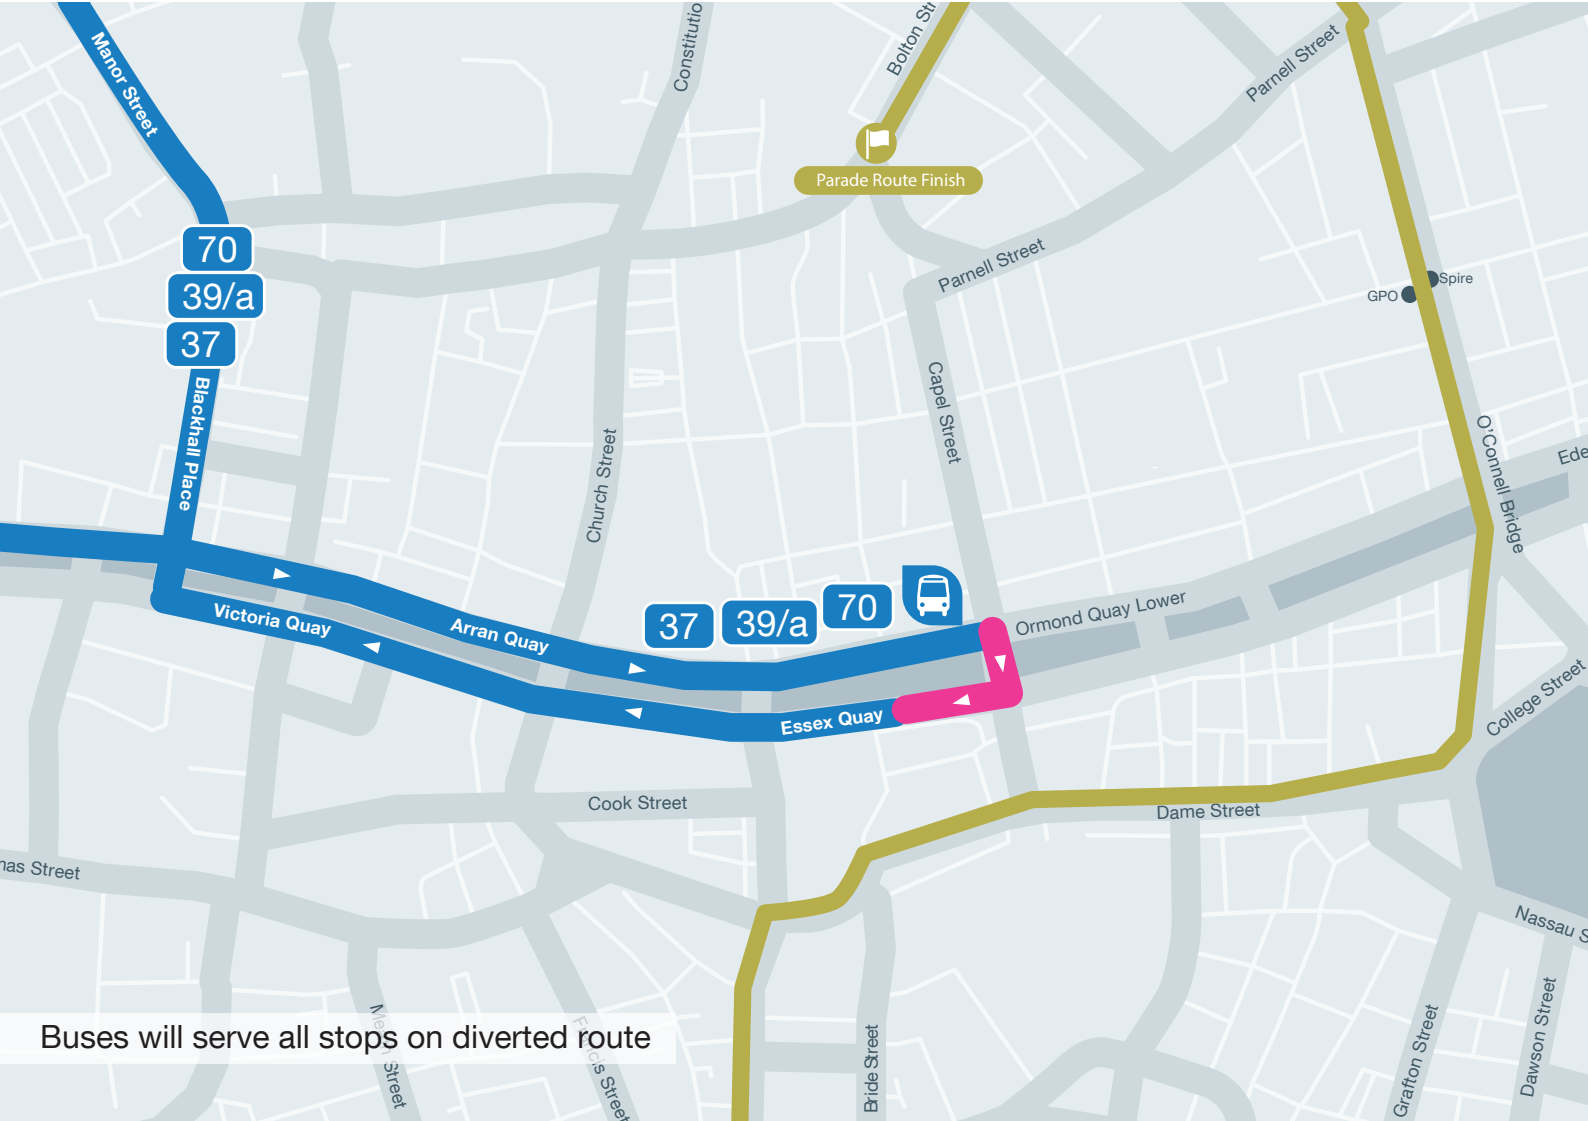 Manor Street
Constitutio
Bolton Str
Parnell Street
Parade Route Finish
70
39/a
37
Parnell Street
Spire
GPO
Blackhall Place
Capel Street
Church Street
O'Connell Bridge
Ede
Victoria Quay
Arran Quay
37
39/a
70
Ormond Quay Lower
Essex Quay
College Street
Cook Street
Dame Street
nas Street
Nassau S
Buses will serve all stops on diverted route
Street
Francis Street
Bride Street
Grafton Street
Dawson Street